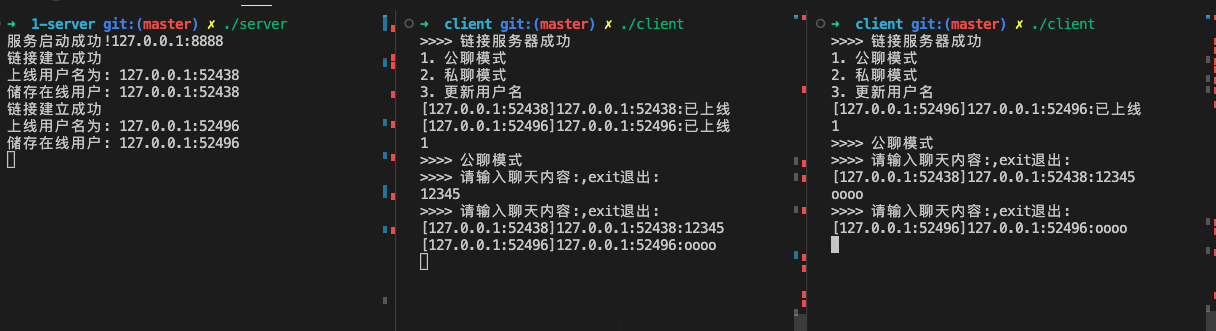 ➜ 1-server git:(master) ✗ ./server
服务启动成功!127.0.0.1:8888
链接建立成功
上线用户名为: 127.0.0.1:52438
储存在线用户: 127.0.0.1:52438
链接建立成功
上线用户名为: 127.0.0.1:52496
储存在线用户: 127.0.0.1:52496
➜ client git:(master) ✗ ./client
>>>> 链接服务器成功
1. 公聊模式
2. 私聊模式
3. 更新用户名
[127.0.0.1:52438]127.0.0.1:52438:已上线
[127.0.0.1:52496]127.0.0.1:52496:已上线
1
>>>> 公聊模式
>>>> 请输入聊天内容:,exit退出:
12345
>>>> 请输入聊天内容:,exit退出:
[127.0.0.1:52438]127.0.0.1:52438:12345
[127.0.0.1:52496]127.0.0.1:52496:oooo
➜ client git:(master) ✗ ./client
>>>> 链接服务器成功
1. 公聊模式
2. 私聊模式
3. 更新用户名
[127.0.0.1:52496]127.0.0.1:52496:已上线
1
>>>> 公聊模式
>>>> 请输入聊天内容:,exit退出:
[127.0.0.1:52438]127.0.0.1:52438:12345
oooo
>>>> 请输入聊天内容:,exit退出:
[127.0.0.1:52496]127.0.0.1:52496:oooo